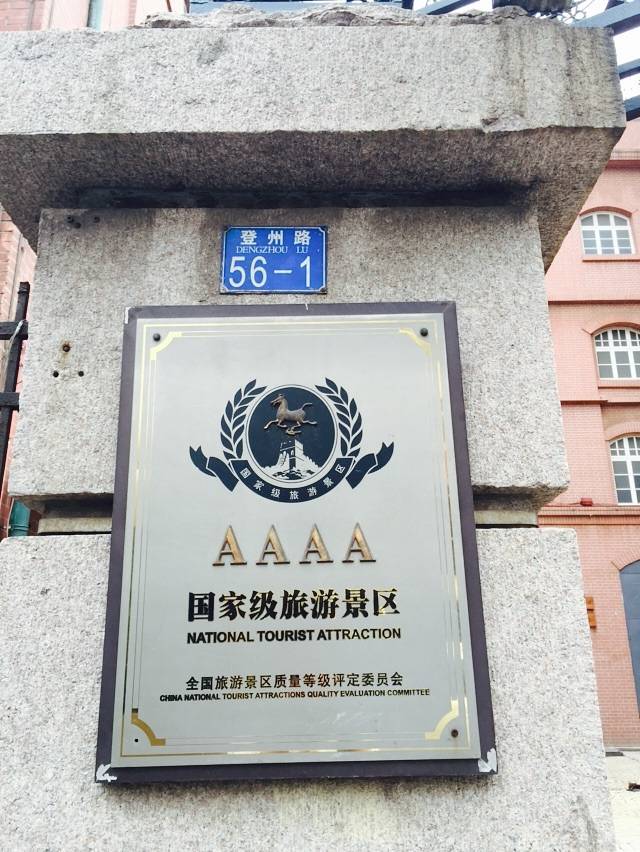 登州路
DENGZHOU LU
56-1
国家级旅游景区
AAAA
国家级旅游景区
NATIONAL TOURIST ATTRACTION
全国旅游景区质量等级评定委员会
CHINA NATIONAL TOURIST ATTRACTIONS QUALITY EVALUATION COMMITTEE